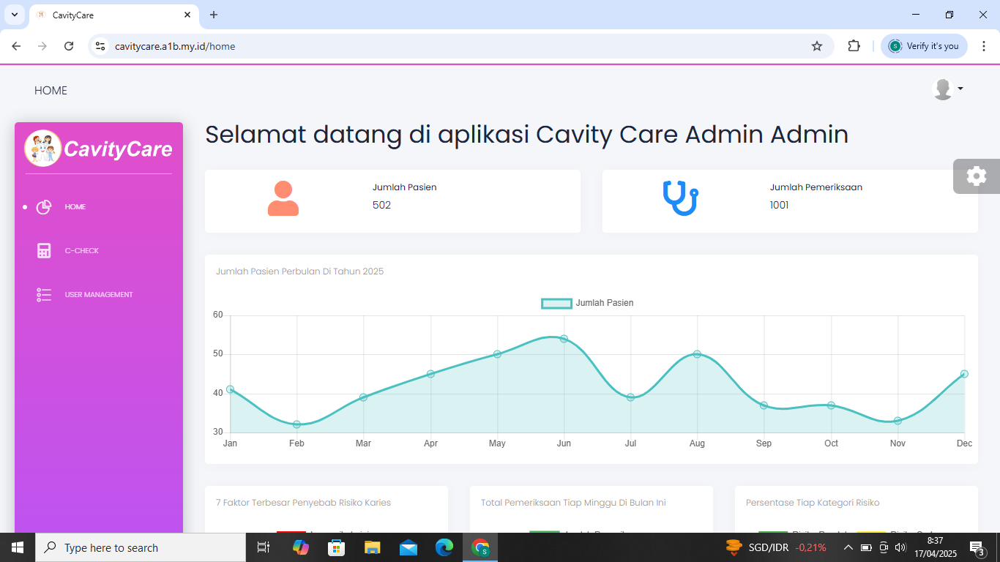 CavityCare
cavitycare.a1b.my.id/home
S
Verify it's you
HOME
CavityCare
HOME
C-CHECK
USER MANAGEMENT
Selamat datang di aplikasi Cavity Care Admin Admin
Jumlah Pasien
502
Jumlah Pemeriksaan
1001
Jumlah Pasien Perbulan Di Tahun 2025
Jumlah Pasien
60
50
40
30
Jan Feb Mar Apr May Jun Jul Aug Sep Oct Nov Dec
7 Faktor Terbesar Penyebab Risiko Karies
Total Pemeriksaan Tiap Minggu Di Bulan Ini
Persentase Tiap Kategori Risiko
Type here to search
S
SGD/IDR -0,21%
8:37
17/04/2025
3